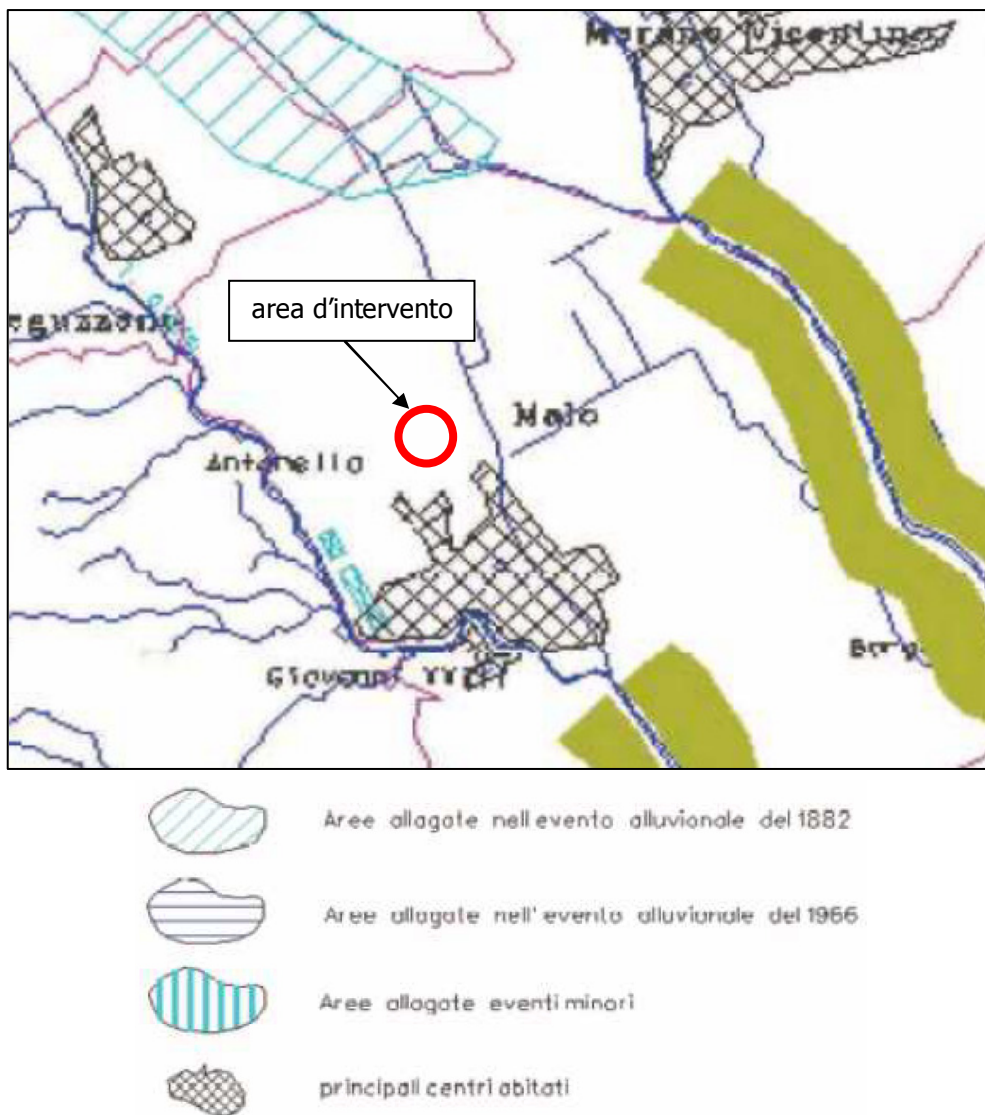 Marano Vicentino
area d'intervento
Malo
Antonella
Giovanni XXIII
Aree allagate nell'evento alluvionale del 1882
Aree allagate nell'evento alluvionale del 1966
Aree allagate eventi minori
principali centri abitati